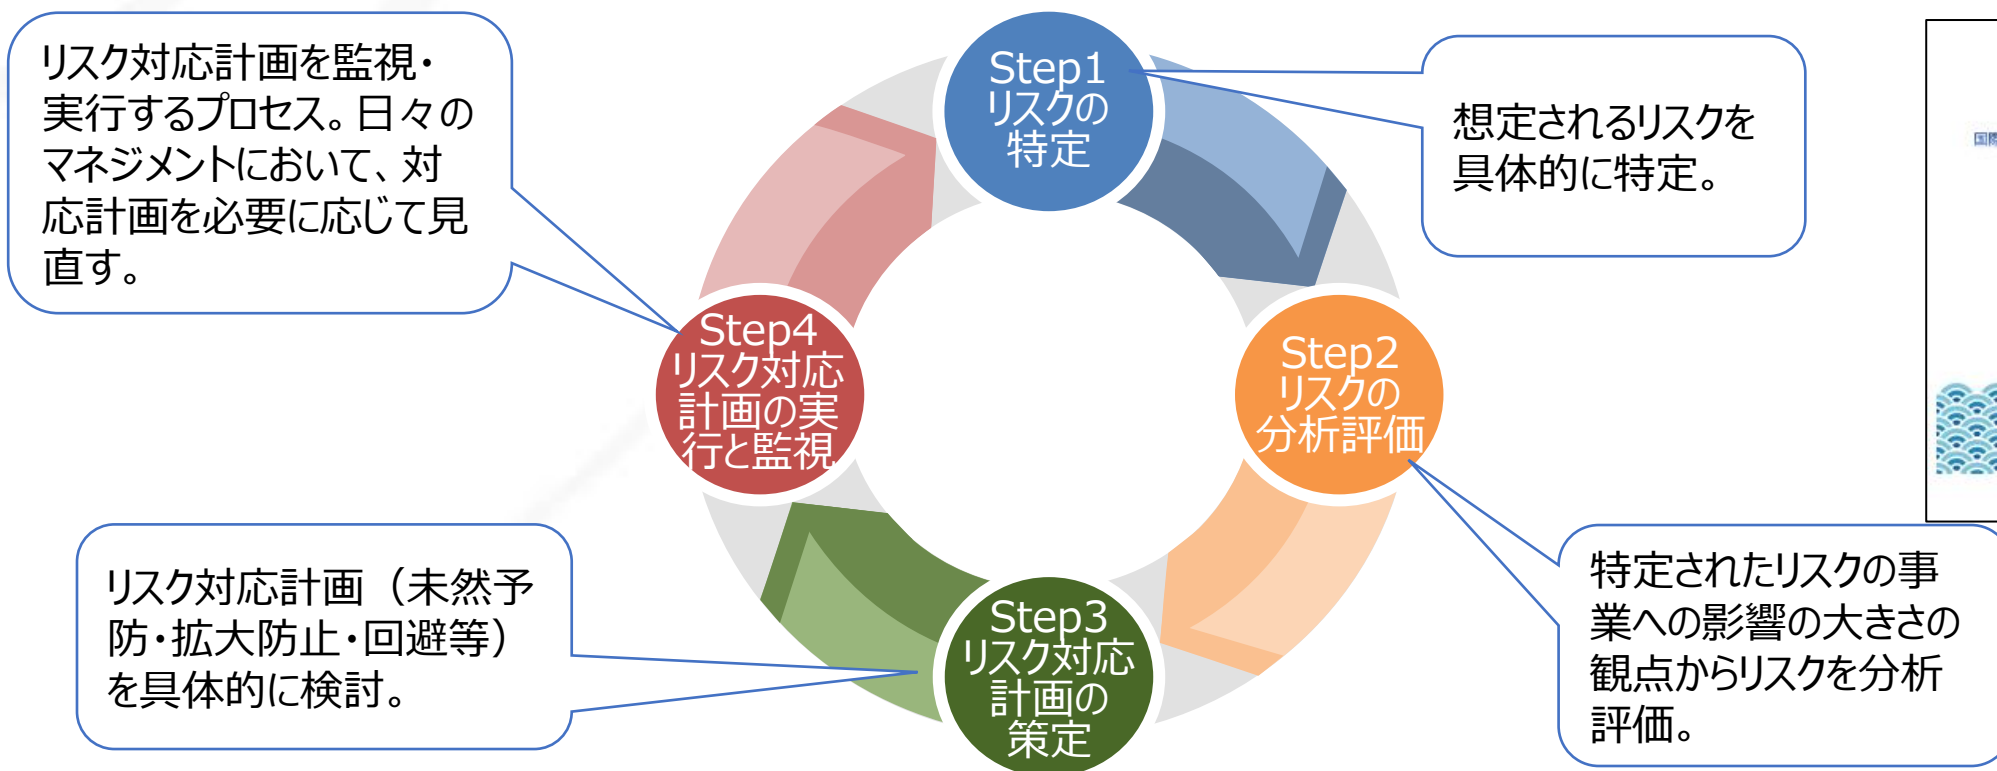 Step1
リスクの
特定
想定されるリスクを
具体的に特定。
Step2
リスクの
分析評価
特定されたリスクの事
業への影響の大きさの
観点からリスクを分析
評価。
Step3
リスク対応
計画の
策定
リスク対応計画（未然予
防・拡大防止・回避等）
を具体的に検討。
Step4
リスク対応
計画の実
行と監視
リスク対応計画を監視・
実行するプロセス。日々の
マネジメントにおいて、対
応計画を必要に応じて見
直す。
国際